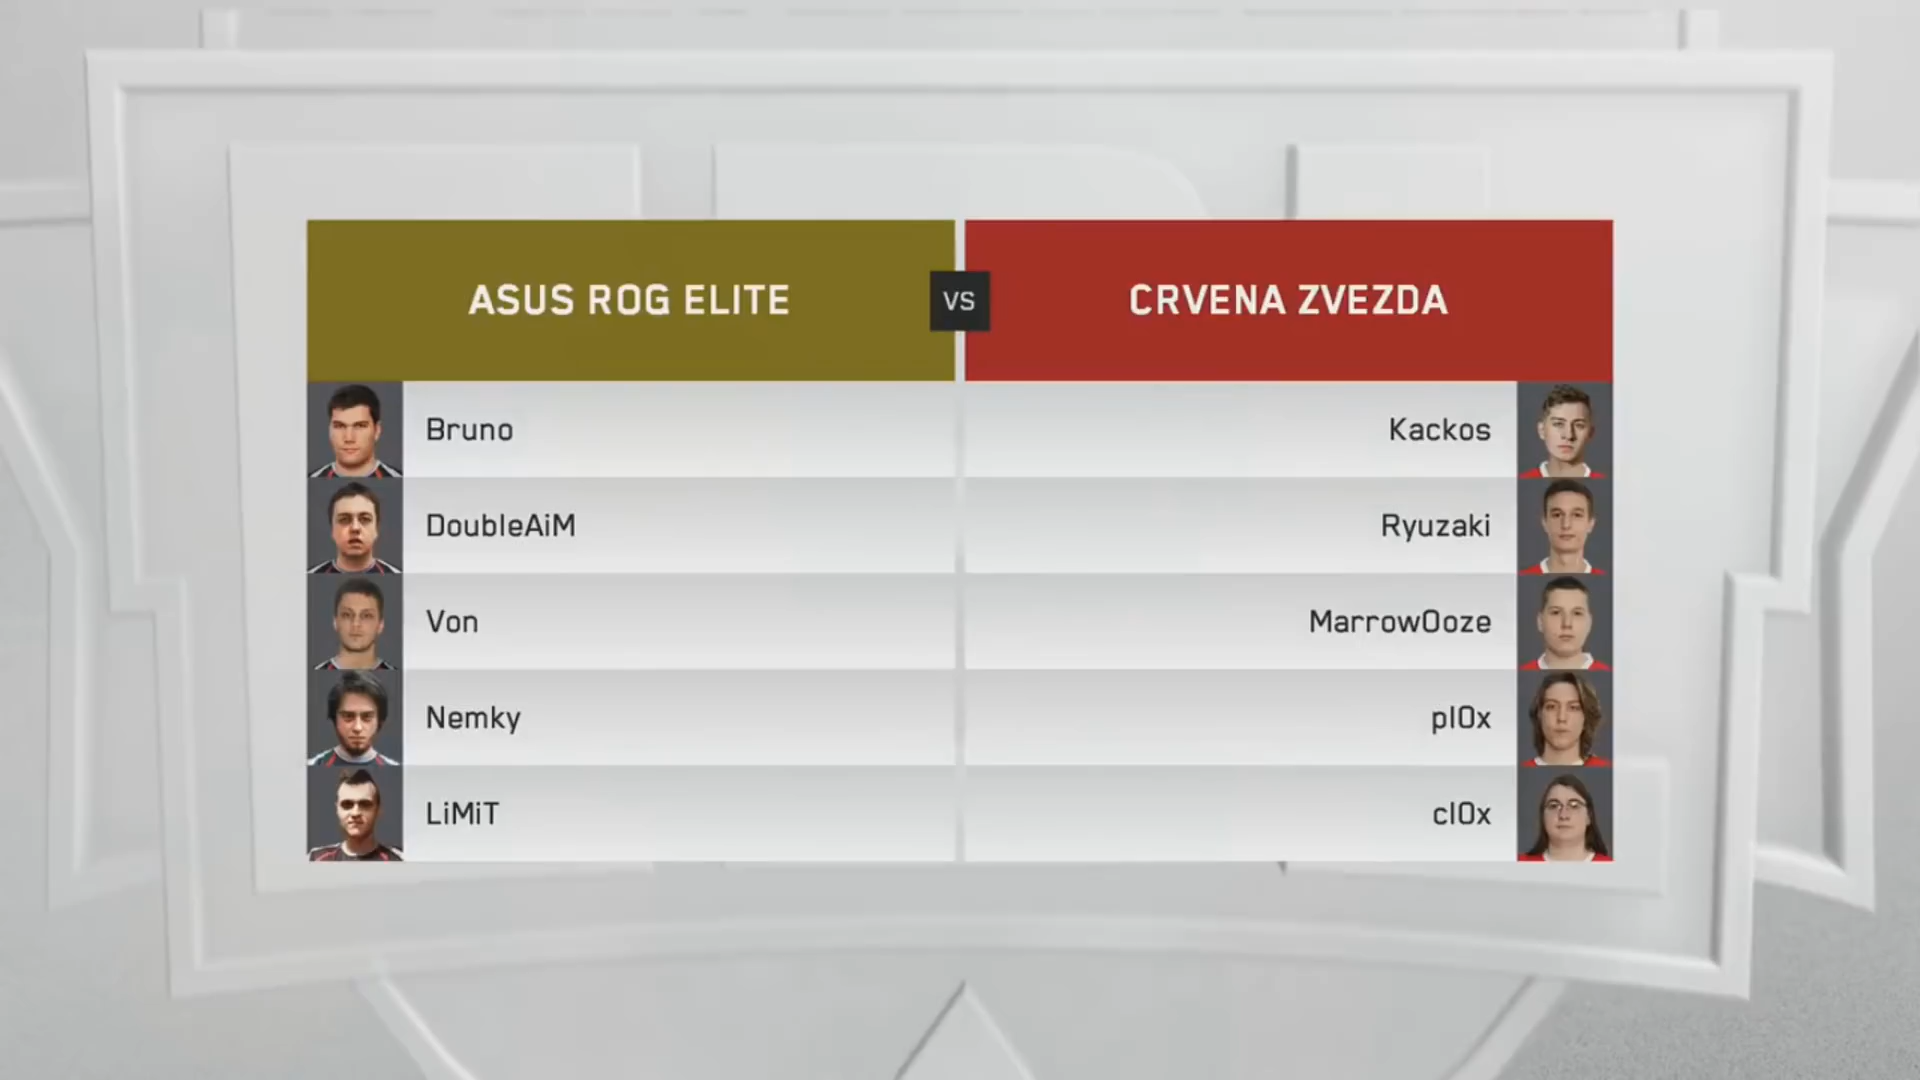 ASUS ROG ELITE
VS
CRVENA ZVEZDA
Bruno
Kackos
DoubleAiM
Ryuzaki
Von
MarrowOoze
Nemky
pl0x
LiMiT
cl0x